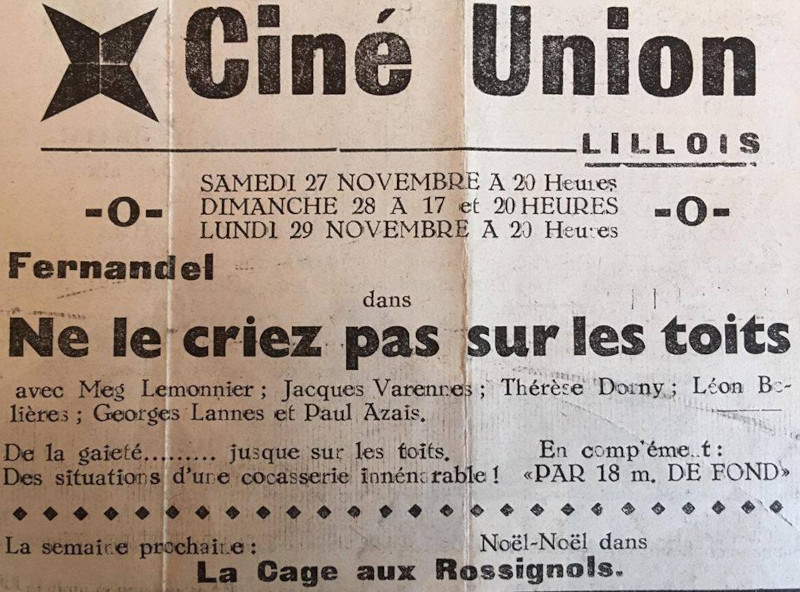 Ciné Union
LILLOIS
SAMEDI 27 NOVEMBRE A 20 Heures
-O- DIMANCHE 28 A 17 et 20 HEURES -O-
LUNDI 29 NOVEMBRE A 20 Heures
Fernandel
dans
Ne le criez pas sur les toits
avec Meg Lemonnier ; Jacques Varennes ; Thérèse Dorny ; Léon Be-
lières ; Georges Lannes et Paul Azais.
De la gaieté......... jusque sur les toits. En complément :
Des situations d'une cocasserie innénarrable ! «PAR 18 m. DE FOND»
La semaine prochaine : Noël-Noël dans
La Cage aux Rossignols.